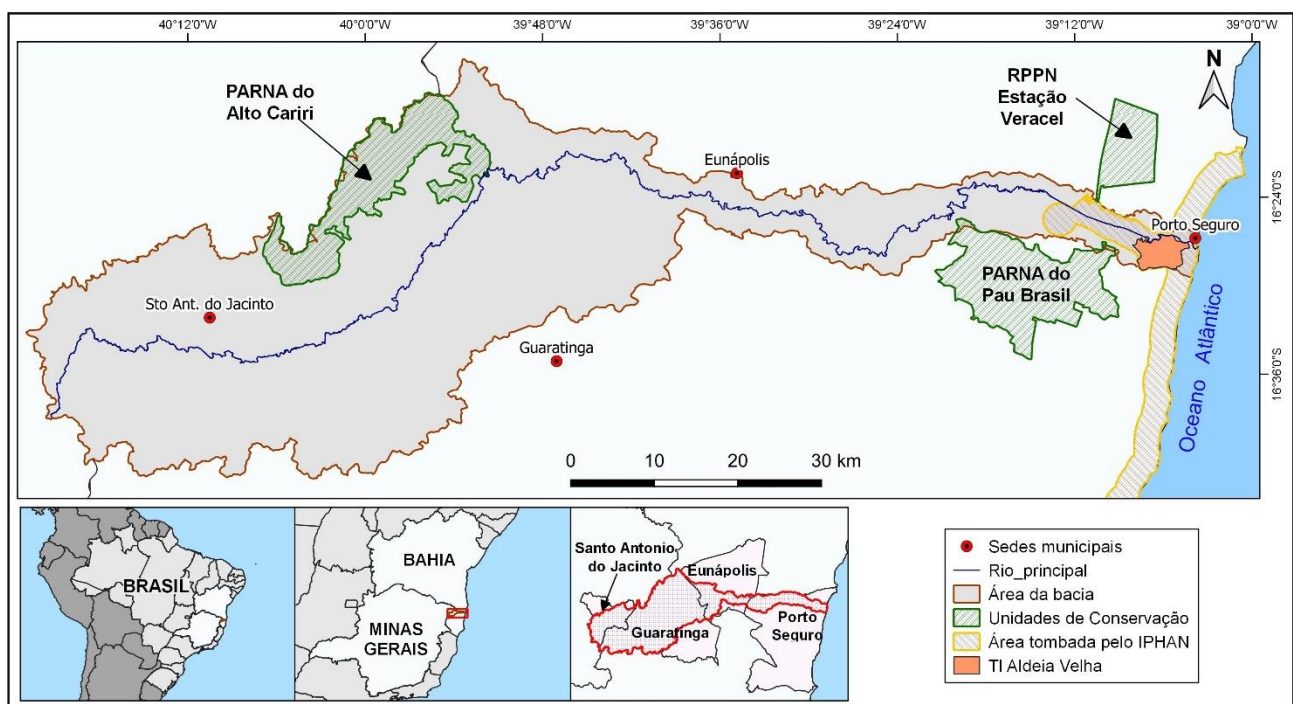 40°12'0"W
40°0'0"W
39°48'0"W
39°36'0"W
39°24'0"W
39°12'0"W
39°0'0"W
PARNA do
Alto Cariri
RPPN
Estação
Veracel
N
Eunápolis
16°24'0"S
Porto Seguro
PARNA do
Pau Brasil
Sto Ant. do Jacinto
Guaratinga
16°36'0"S
Oceano Atlântico
0 10 20 30 km
BRASIL
BAHIA
MINAS
GERAIS
Santo Antonio
do Jacinto
Eunápolis
Guaratinga
Porto
Seguro
Sedes municipais
Rio_principal
Área da bacia
Unidades de Conservação
Área tombada pelo IPHAN
TI Aldeia Velha